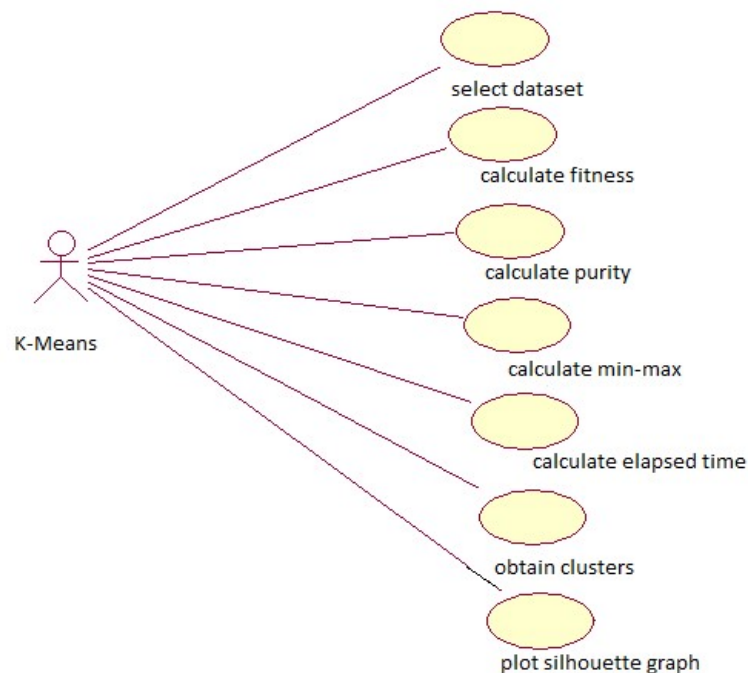 select dataset
calculate fitness
calculate purity
K-Means
calculate min-max
calculate elapsed time
obtain clusters
plot silhouette graph